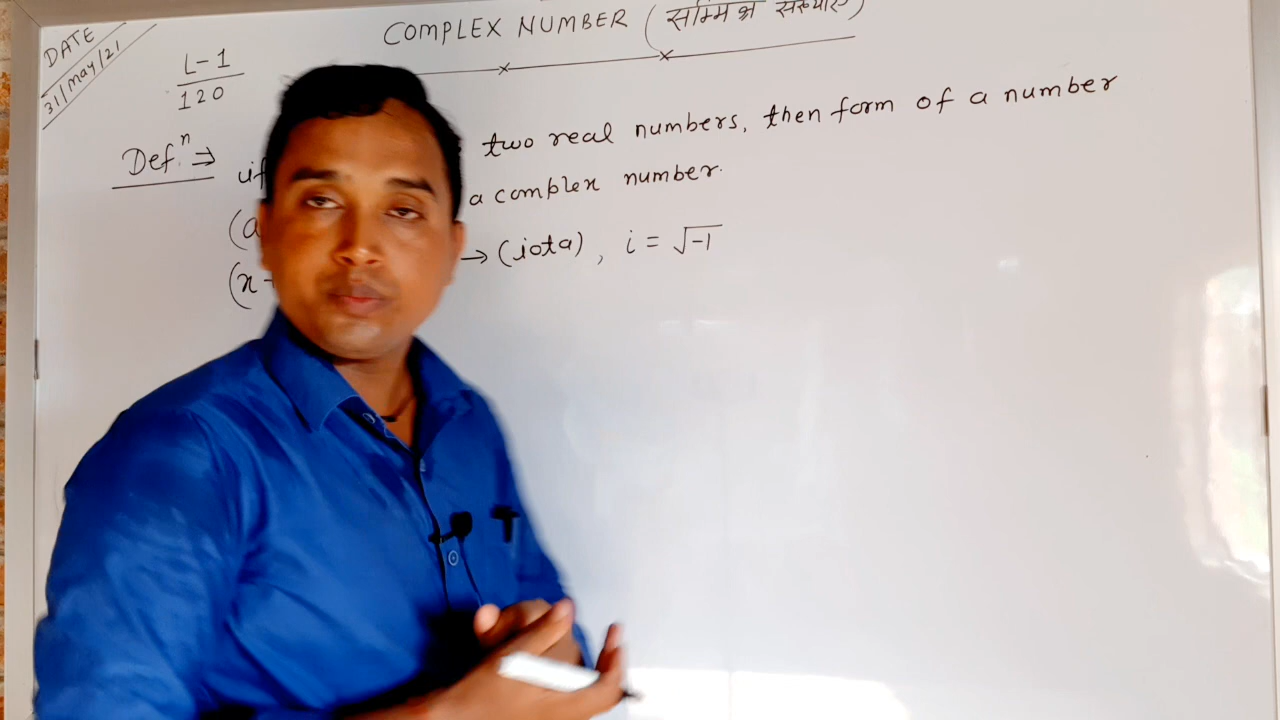 DATE
31/May/21
L-1
120
COMPLEX NUMBER (सम्मिश्र संख्याएँ)
Def.ⁿ ⇒ if two real numbers, then form of a number
(a a complex number.
(x → (iota), i = √-1